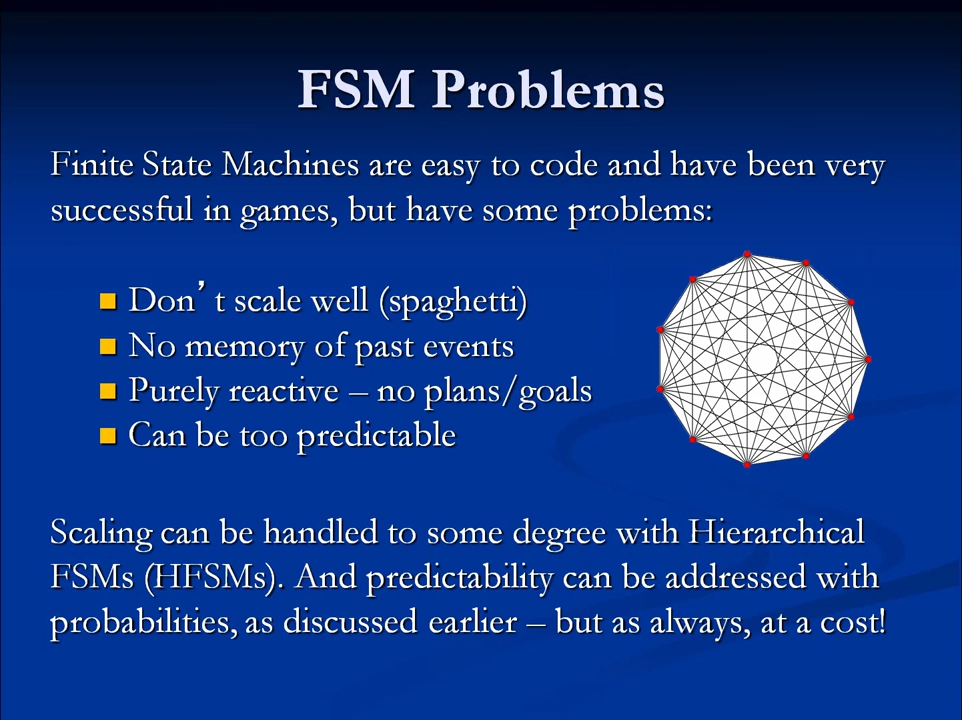 FSM Problems
Finite State Machines are easy to code and have been very
successful in games, but have some problems:
Don’t scale well (spaghetti)
No memory of past events
Purely reactive – no plans/goals
Can be too predictable
Scaling can be handled to some degree with Hierarchical
FSMs (HFSMs). And predictability can be addressed with
probabilities, as discussed earlier – but as always, at a cost!